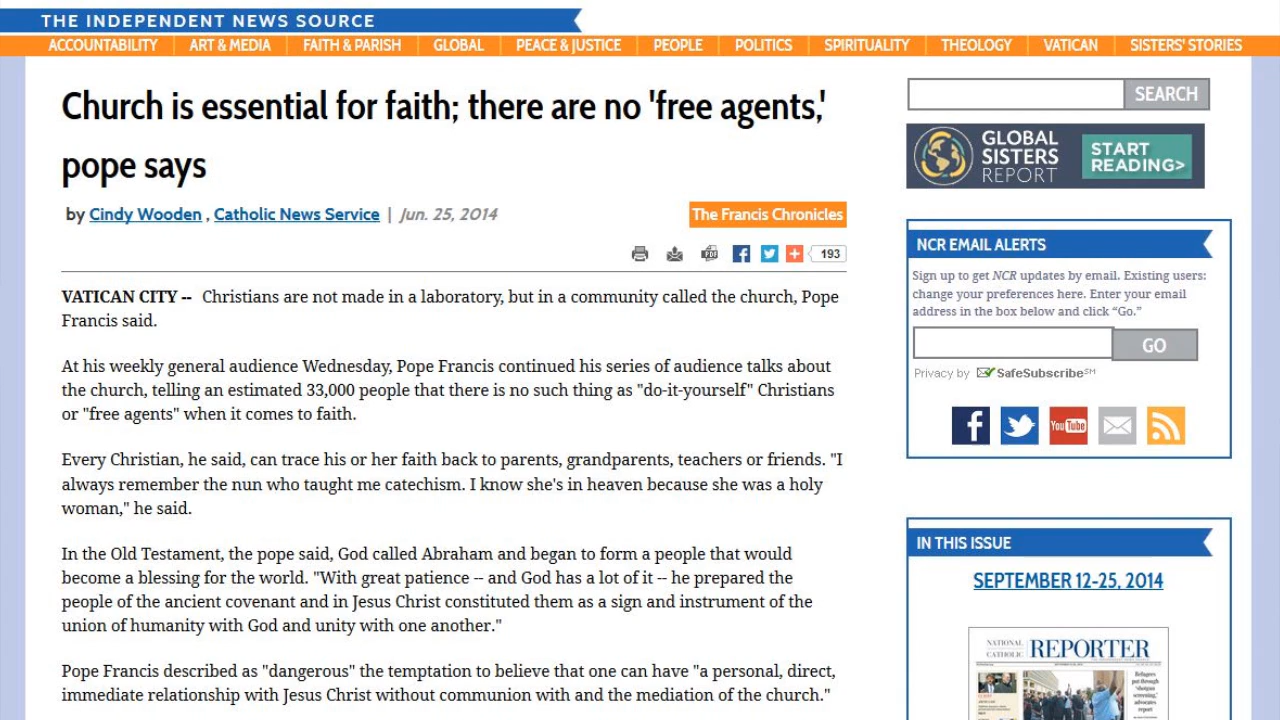 THE INDEPENDENT NEWS SOURCE
ACCOUNTABILITY ART & MEDIA FAITH & PARISH GLOBAL PEACE & JUSTICE PEOPLE POLITICS SPIRITUALITY THEOLOGY VATICAN SISTERS' STORIES
Church is essential for faith; there are no 'free agents,'
pope says
by Cindy Wooden , Catholic News Service | Jun. 25, 2014
The Francis Chronicles
193
VATICAN CITY -- Christians are not made in a laboratory, but in a community called the church, Pope
Francis said.
At his weekly general audience Wednesday, Pope Francis continued his series of audience talks about
the church, telling an estimated 33,000 people that there is no such thing as "do-it-yourself" Christians
or "free agents" when it comes to faith.
Every Christian, he said, can trace his or her faith back to parents, grandparents, teachers or friends. "I
always remember the nun who taught me catechism. I know she's in heaven because she was a holy
woman," he said.
In the Old Testament, the pope said, God called Abraham and began to form a people that would
become a blessing for the world. "With great patience -- and God has a lot of it -- he prepared the
people of the ancient covenant and in Jesus Christ constituted them as a sign and instrument of the
union of humanity with God and unity with one another."
Pope Francis described as "dangerous" the temptation to believe that one can have "a personal, direct,
immediate relationship with Jesus Christ without communion with and the mediation of the church."
SEARCH
GLOBAL
SISTERS
REPORT
START
READING>
NCR EMAIL ALERTS
Sign up to get NCR updates by email. Existing users:
change your preferences here. Enter your email
address in the box below and click “Go.”
GO
Privacy by SafeSubscribe℠
You Tube
IN THIS ISSUE
SEPTEMBER 12-25, 2014
NATIONAL
CATHOLIC REPORTER
Refugees
put through
'shotgun
screening,'
advocates
report